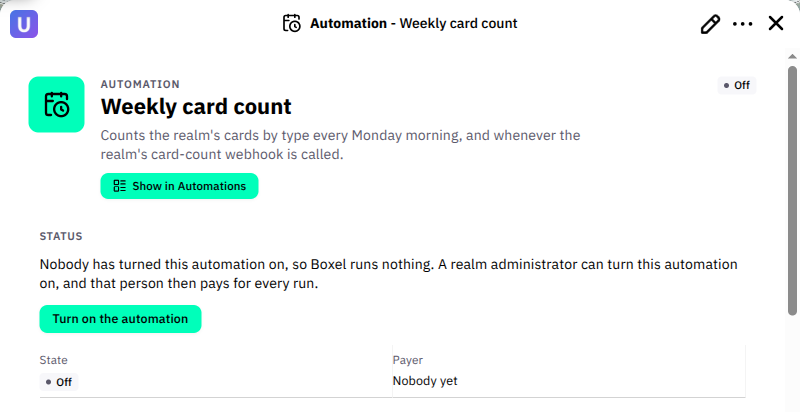 U
Automation - Weekly card count
AUTOMATION
Off
Weekly card count
Counts the realm's cards by type every Monday morning, and whenever the
realm's card-count webhook is called.
Show in Automations
STATUS
Nobody has turned this automation on, so Boxel runs nothing. A realm administrator can turn this automation
on, and that person then pays for every run.
Turn on the automation
State
Payer
Off
Nobody yet